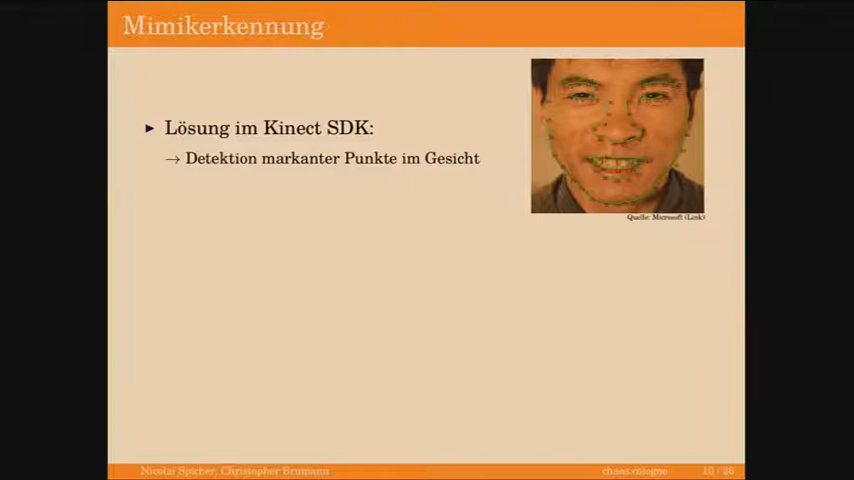 Mimikerkennung
► Lösung im Kinect SDK:
→ Detektion markanter Punkte im Gesicht
Quelle: Microsoft (Link)
Nicolai Spicher, Christopher Brumann
chaos.cologne
10 / 26